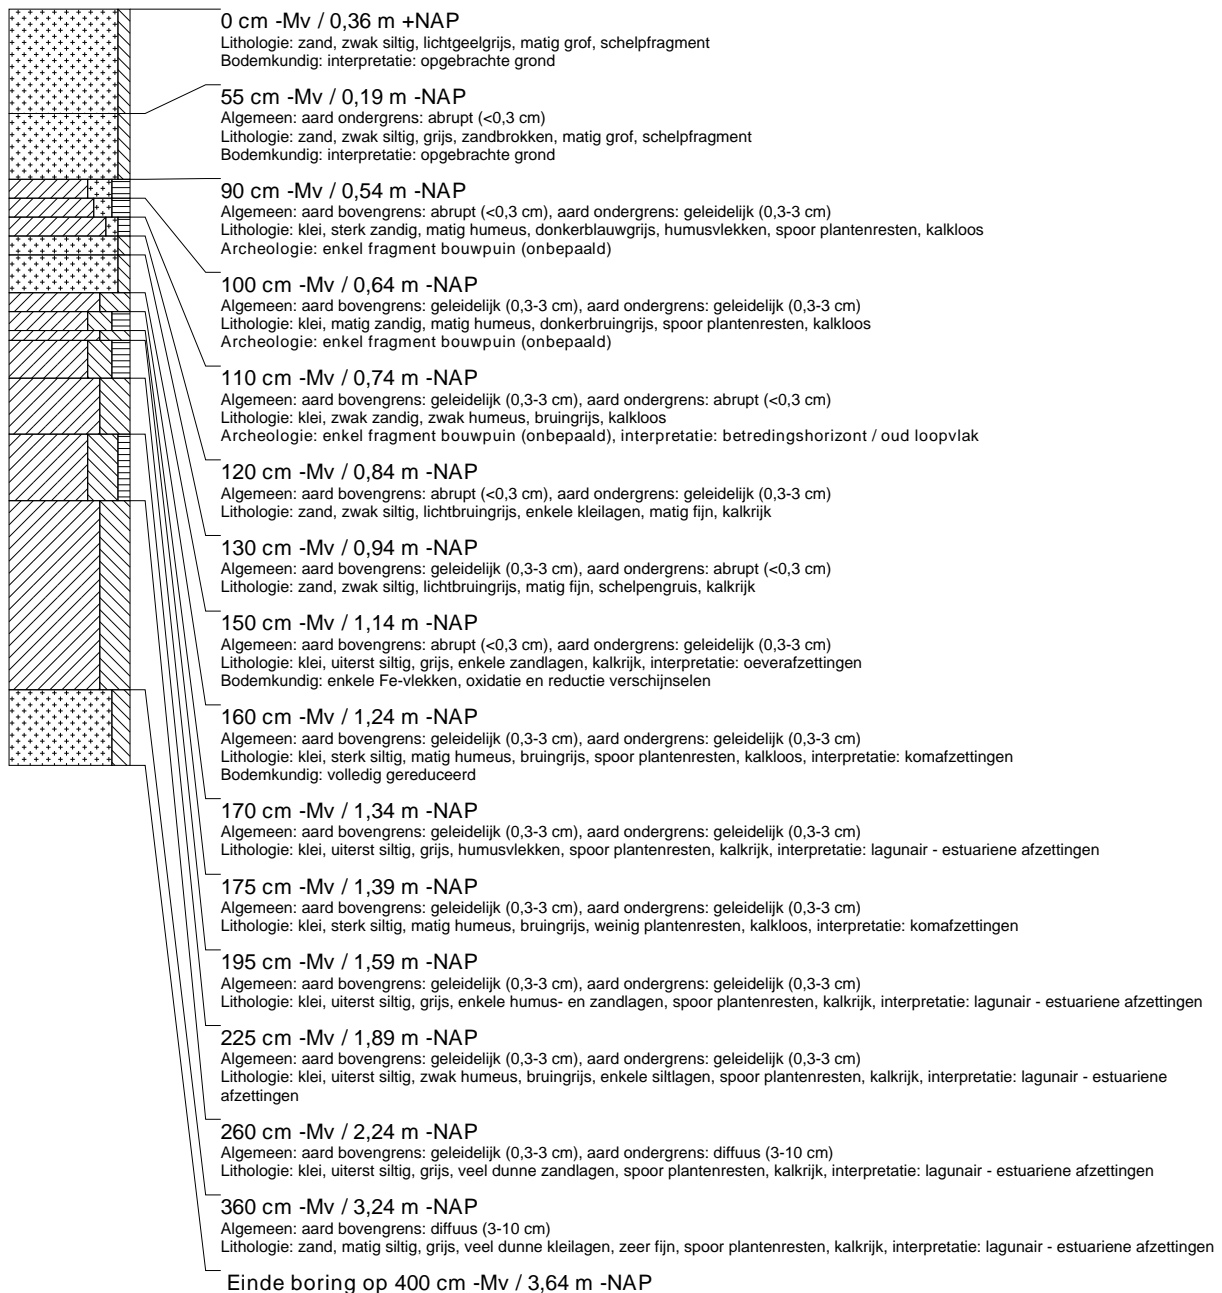 0 cm -Mv / 0,36 m +NAP
Lithologie: zand, zwak siltig, lichtgeelgrijs, matig grof, schelpfragment
Bodemkundig: interpretatie: opgebrachte grond
55 cm -Mv / 0,19 m -NAP
Algemeen: aard ondergrens: abrupt (<0,3 cm)
Lithologie: zand, zwak siltig, grijs, zandbrokken, matig grof, schelpfragment
Bodemkundig: interpretatie: opgebrachte grond
90 cm -Mv / 0,54 m -NAP
Algemeen: aard bovengrens: abrupt (<0,3 cm), aard ondergrens: geleidelijk (0,3-3 cm)
Lithologie: klei, sterk zandig, matig humeus, donkerblauwgrijs, humusvlekken, spoor plantenresten, kalkloos
Archeologie: enkel fragment bouwpuin (onbepaald)
100 cm -Mv / 0,64 m -NAP
Algemeen: aard bovengrens: geleidelijk (0,3-3 cm), aard ondergrens: geleidelijk (0,3-3 cm)
Lithologie: klei, matig zandig, matig humeus, donkerbruingrijs, spoor plantenresten, kalkloos
Archeologie: enkel fragment bouwpuin (onbepaald)
110 cm -Mv / 0,74 m -NAP
Algemeen: aard bovengrens: geleidelijk (0,3-3 cm), aard ondergrens: abrupt (<0,3 cm)
Lithologie: klei, zwak zandig, zwak humeus, bruingrijs, kalkloos
Archeologie: enkel fragment bouwpuin (onbepaald), interpretatie: betredingshorizont / oud loopvlak
120 cm -Mv / 0,84 m -NAP
Algemeen: aard bovengrens: abrupt (<0,3 cm), aard ondergrens: geleidelijk (0,3-3 cm)
Lithologie: zand, zwak siltig, lichtbruingrijs, enkele kleilagen, matig fijn, kalkrijk
130 cm -Mv / 0,94 m -NAP
Algemeen: aard bovengrens: geleidelijk (0,3-3 cm), aard ondergrens: abrupt (<0,3 cm)
Lithologie: zand, zwak siltig, lichtbruingrijs, matig fijn, schelpengruis, kalkrijk
150 cm -Mv / 1,14 m -NAP
Algemeen: aard bovengrens: abrupt (<0,3 cm), aard ondergrens: geleidelijk (0,3-3 cm)
Lithologie: klei, uiterst siltig, grijs, enkele zandlagen, kalkrijk, interpretatie: oeverafzettingen
Bodemkundig: enkele Fe-vlekken, oxidatie en reductie verschijnselen
160 cm -Mv / 1,24 m -NAP
Algemeen: aard bovengrens: geleidelijk (0,3-3 cm), aard ondergrens: geleidelijk (0,3-3 cm)
Lithologie: klei, sterk siltig, matig humeus, bruingrijs, spoor plantenresten, kalkloos, interpretatie: komafzettingen
Bodemkundig: volledig gereduceerd
170 cm -Mv / 1,34 m -NAP
Algemeen: aard bovengrens: geleidelijk (0,3-3 cm), aard ondergrens: geleidelijk (0,3-3 cm)
Lithologie: klei, uiterst siltig, grijs, humusvlekken, spoor plantenresten, kalkrijk, interpretatie: lagunair - estuariene afzettingen
175 cm -Mv / 1,39 m -NAP
Algemeen: aard bovengrens: geleidelijk (0,3-3 cm), aard ondergrens: geleidelijk (0,3-3 cm)
Lithologie: klei, sterk siltig, matig humeus, bruingrijs, weinig plantenresten, kalkloos, interpretatie: komafzettingen
195 cm -Mv / 1,59 m -NAP
Algemeen: aard bovengrens: geleidelijk (0,3-3 cm), aard ondergrens: geleidelijk (0,3-3 cm)
Lithologie: klei, uiterst siltig, grijs, enkele humus- en zandlagen, spoor plantenresten, kalkrijk, interpretatie: lagunair - estuariene afzettingen
225 cm -Mv / 1,89 m -NAP
Algemeen: aard bovengrens: geleidelijk (0,3-3 cm), aard ondergrens: geleidelijk (0,3-3 cm)
Lithologie: klei, uiterst siltig, zwak humeus, bruingrijs, enkele siltlagen, spoor plantenresten, kalkrijk, interpretatie: lagunair - estuariene
afzettingen
260 cm -Mv / 2,24 m -NAP
Algemeen: aard bovengrens: geleidelijk (0,3-3 cm), aard ondergrens: diffuus (3-10 cm)
Lithologie: klei, uiterst siltig, grijs, veel dunne zandlagen, spoor plantenresten, kalkrijk, interpretatie: lagunair - estuariene afzettingen
360 cm -Mv / 3,24 m -NAP
Algemeen: aard bovengrens: diffuus (3-10 cm)
Lithologie: zand, matig siltig, grijs, veel dunne kleilagen, zeer fijn, spoor plantenresten, kalkrijk, interpretatie: lagunair - estuariene afzettingen
Einde boring op 400 cm -Mv / 3,64 m -NAP